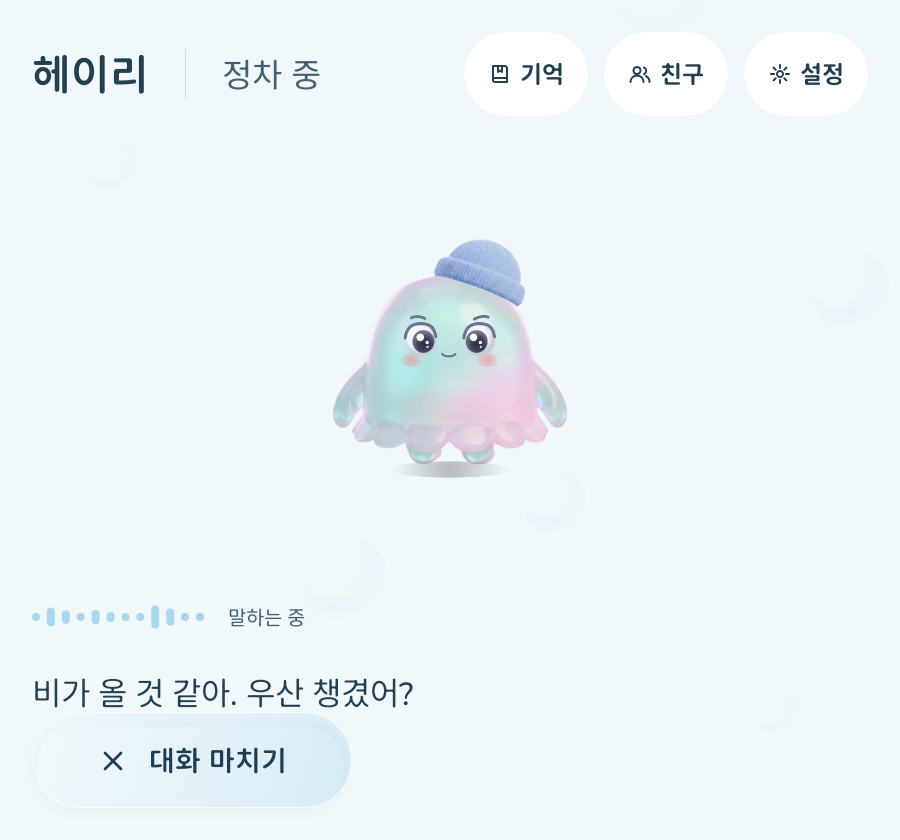 헤이리
정차 중
기억
친구
설정
말하는 중
비가 올 것 같아. 우산 챙겼어?
대화 마치기